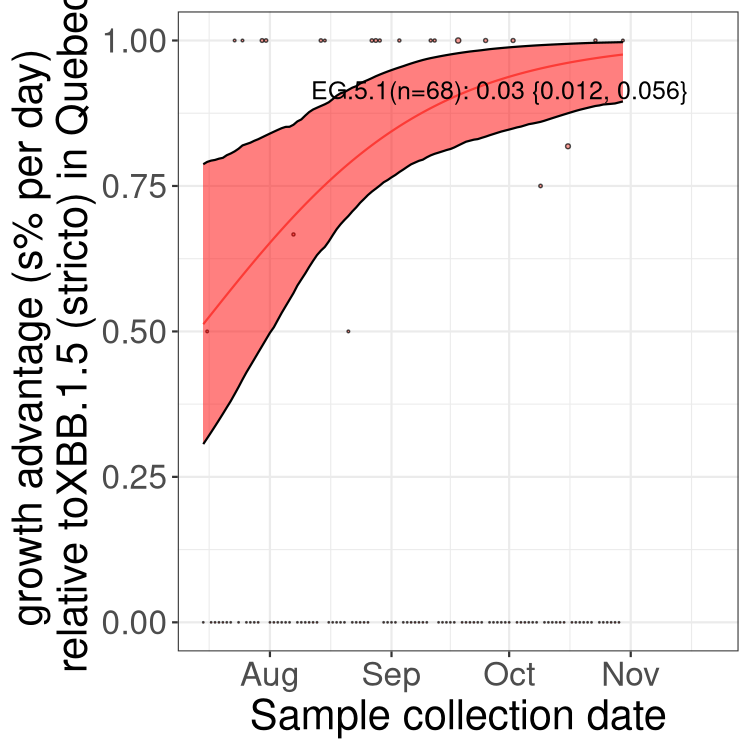 growth advantage (s% per day)
relative toXBB.1.5 (stricto) in Quebec
1.00
0.75
0.50
0.25
0.00
EG.5.1(n=68): 0.03 {0.012, 0.056}
Aug Sep Oct Nov
Sample collection date